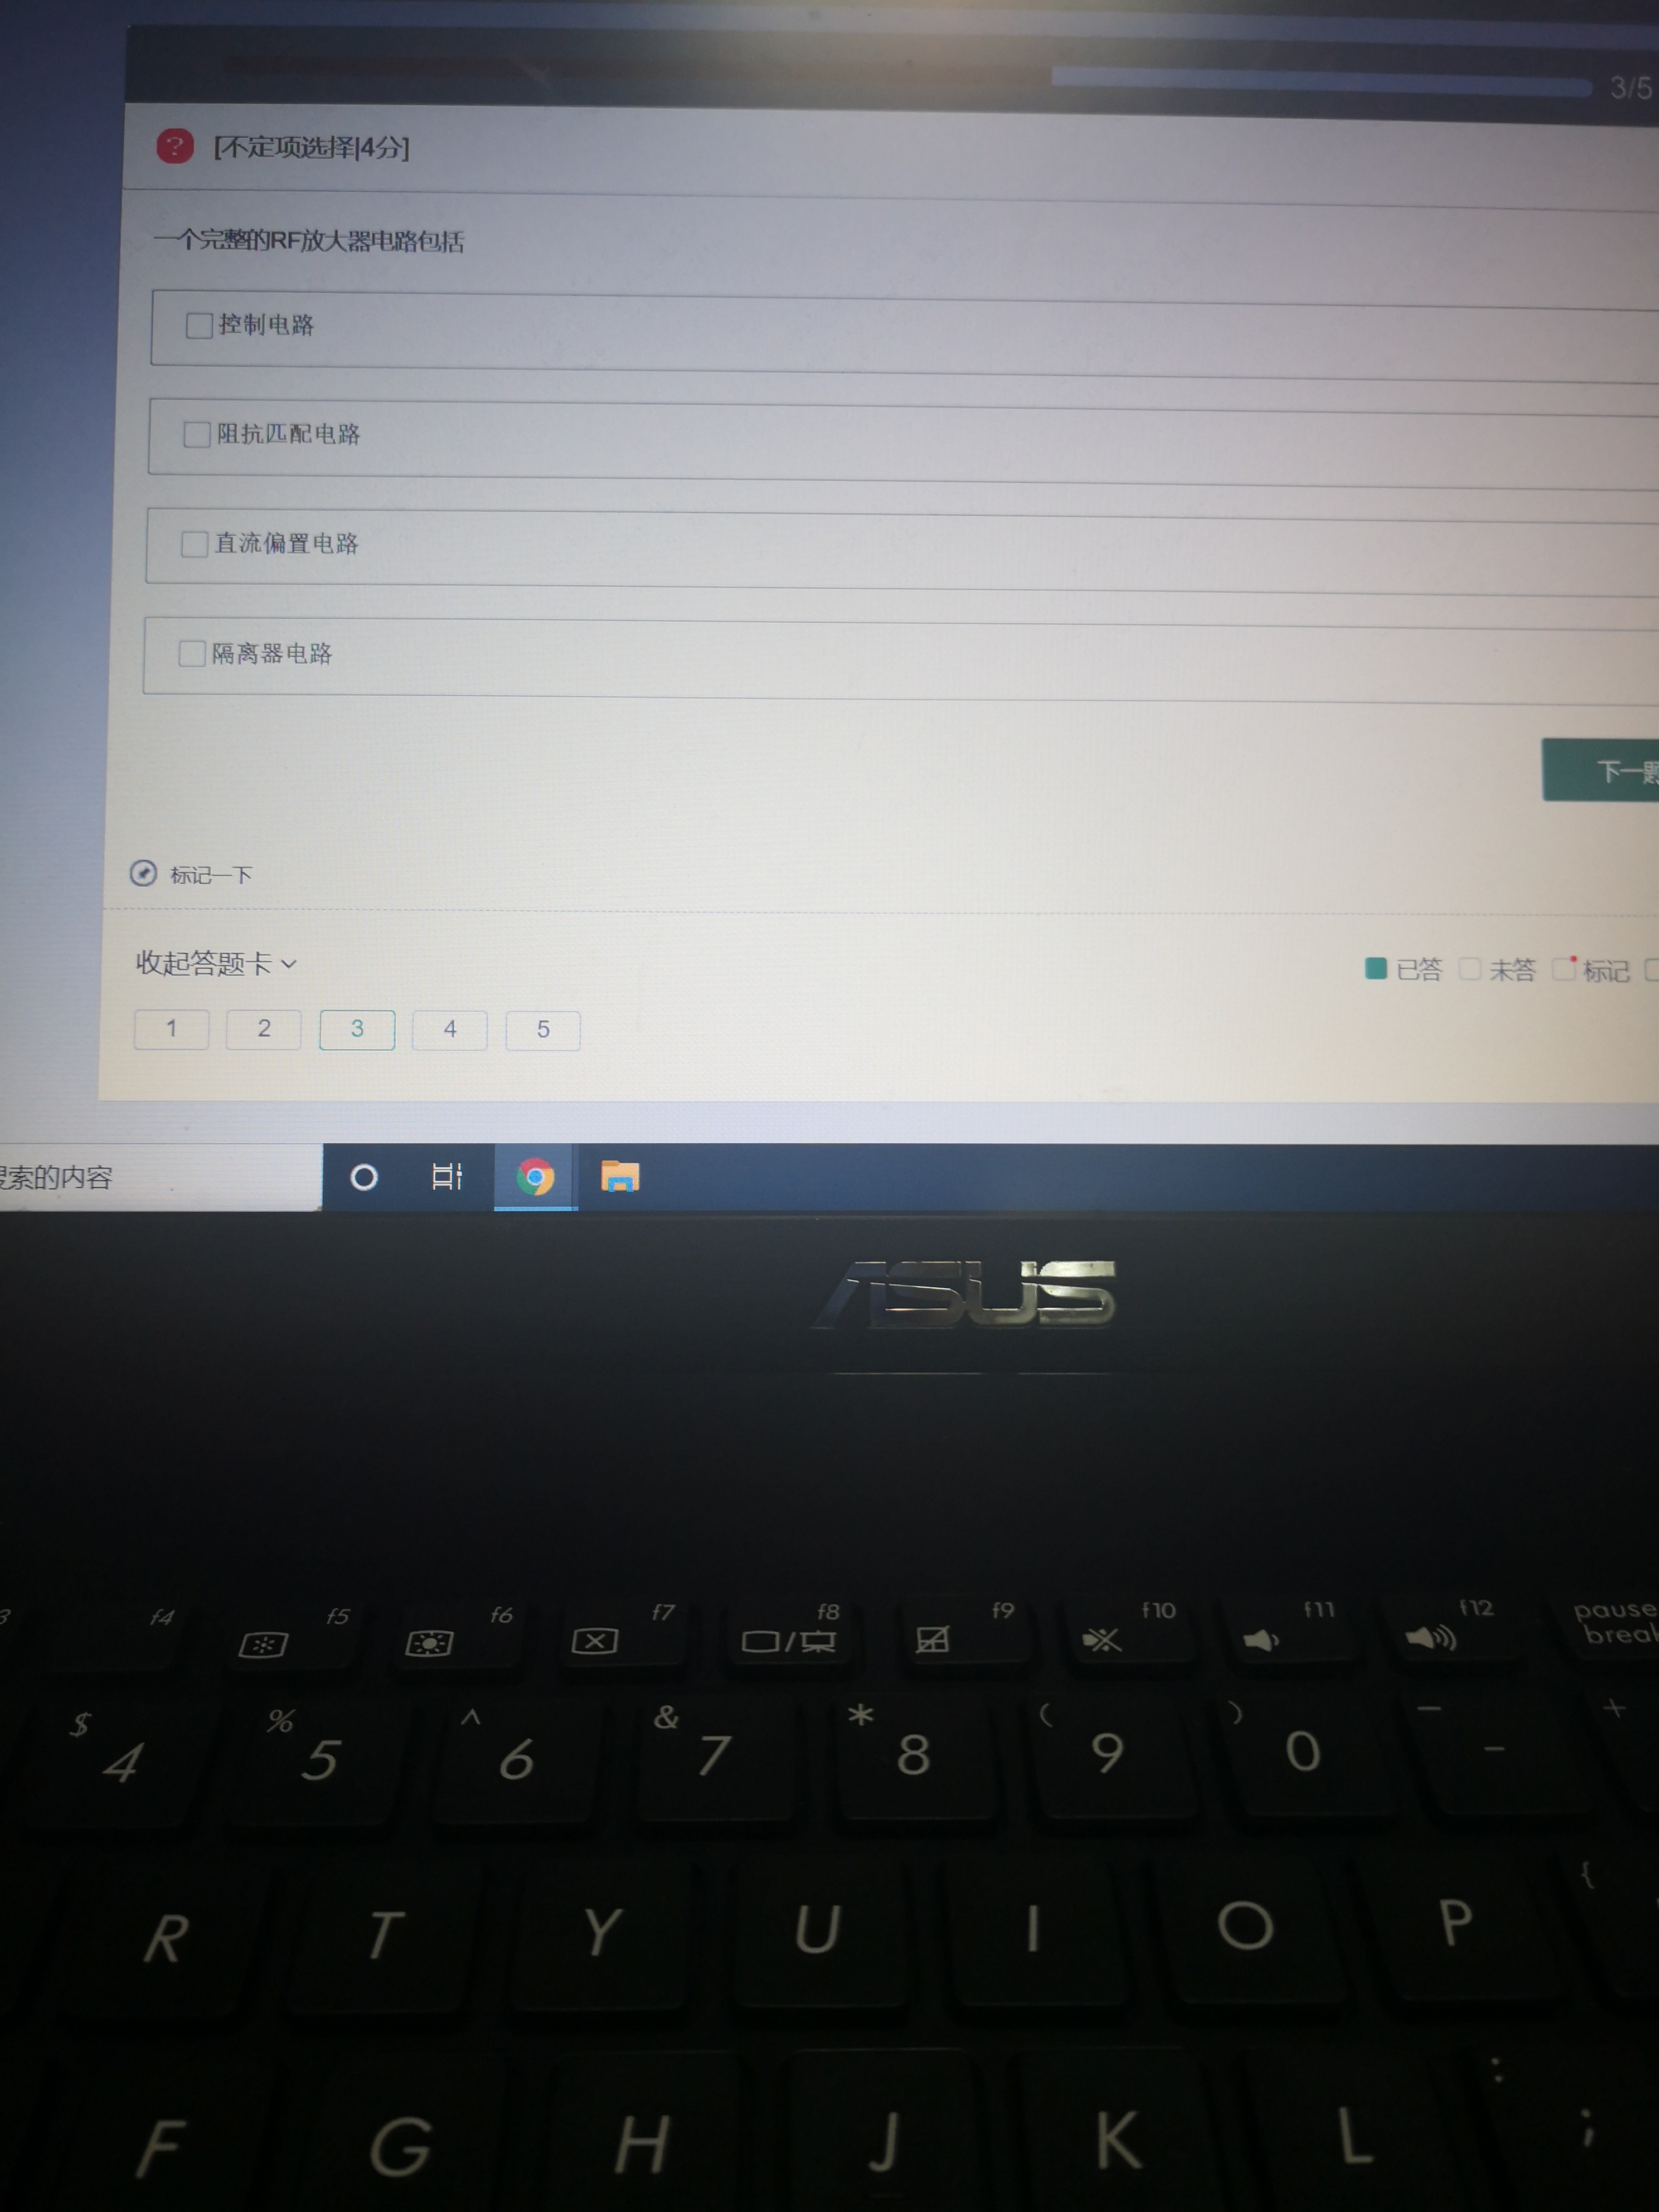 3/5
? [不定项选择|4分]
一个完整的RF放大器电路包括
控制电路
阻抗匹配电路
直流偏置电路
隔离器电路
下一题
标记一下
收起答题卡
已答 未答 标记
1 2 3 4 5
搜索的内容
ASUS
f4 f5 f6 f7 f8 f9 f10 f11 f12 pause
break
$ % ^ & * ( ) — +
4 5 6 7 8 9 0 -
R T Y U I O P {
F G H J K L : ;